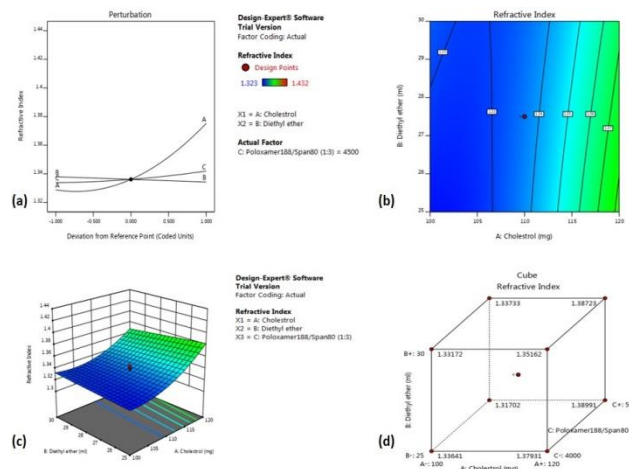 Perturbation
1.44
1.42
1.4
1.38
1.36
1.34
1.32
Refractive Index
A
B
C
A
C
B
-1.000
-0.500
0.000
0.500
1.000
Deviation from Reference Point (Coded Units)
(a)
Design-Expert® Software
Trial Version
Factor Coding: Actual
Refractive Index
Design Points
1.323
1.432
X1 = A: Cholestrol
X2 = B: Diethyl ether
Actual Factor
C: Poloxamer188/Span80 (1:3) = 4500
Refractive Index
30
29
28
27
26
25
B: Diethyl ether (ml)
100
105
110
115
120
A: Cholestrol (mg)
(b)
Design-Expert® Software
Trial Version
Factor Coding: Actual
Refractive Index
X1 = A: Cholestrol
X2 = B: Diethyl ether
X3 = C: Poloxamer188/Span80 (1:3)
1.44
1.42
1.4
1.38
1.36
1.34
1.32
1.3
Refractive Index
30
29
28
27
26
25
B: Diethyl ether (ml)
100
105
110
115
120
A: Cholestrol (mg)
(c)
Cube
Refractive Index
1.33733
1.38723
B+: 30
1.33172
1.35162
B: Diethyl ether (ml)
1.31702
1.38991
C+: 5
C: Poloxamer188/Span80
B-: 25
1.33641
1.37931
C-: 4000
A-: 100
A+: 120
A: Cholestrol (mg)
(d)